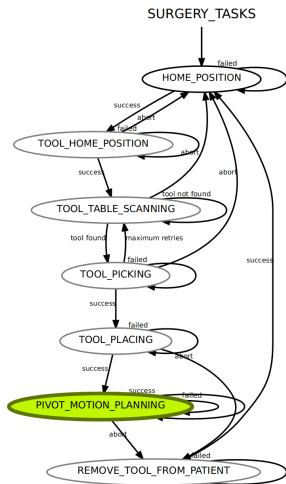 SURGERY_TASKS
failed
HOME_POSITION
success
abort
failed
TOOL_HOME_POSITION
abort
success
tool not found
TOOL_TABLE_SCANNING
abort
tool found
maximum retries
failed
TOOL_PICKING
success
success
failed
TOOL_PLACING
abort
success
success
failed
PIVOT_MOTION_PLANNING
abort
failed
REMOVE_TOOL_FROM_PATIENT